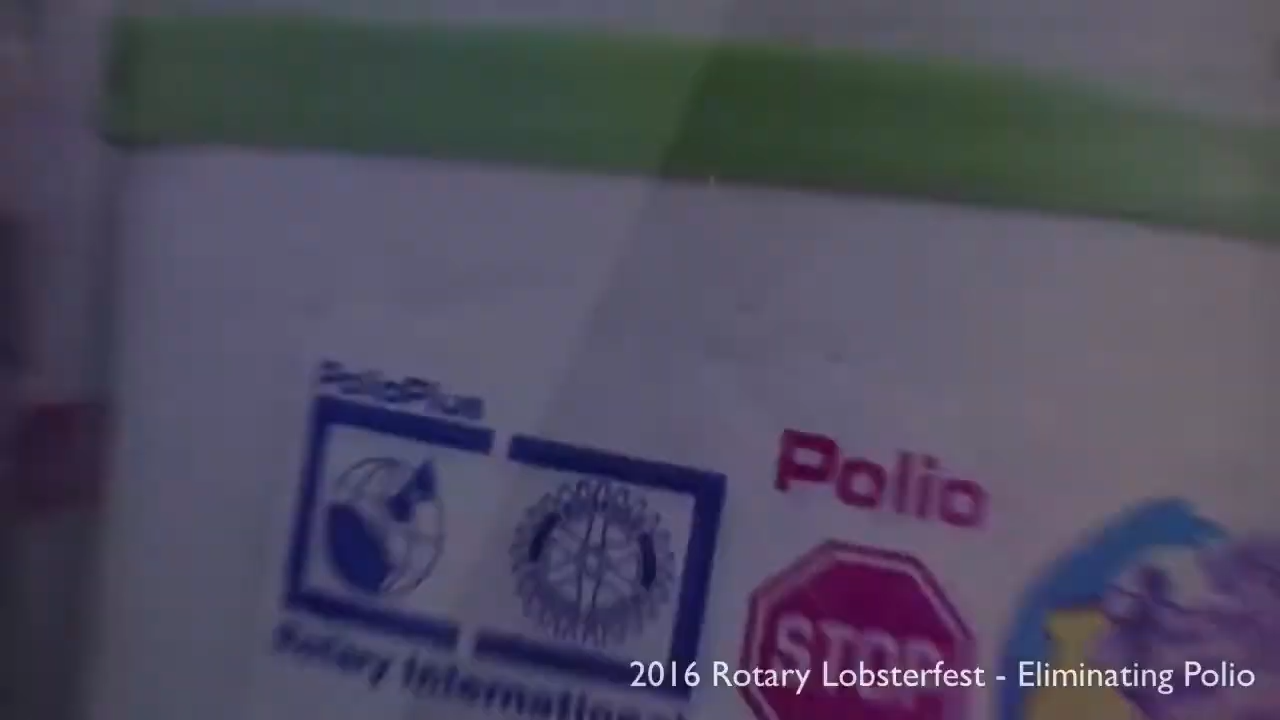 PolioPlus
Polio
STOP
Rotary International
2016 Rotary Lobsterfest - Eliminating Polio